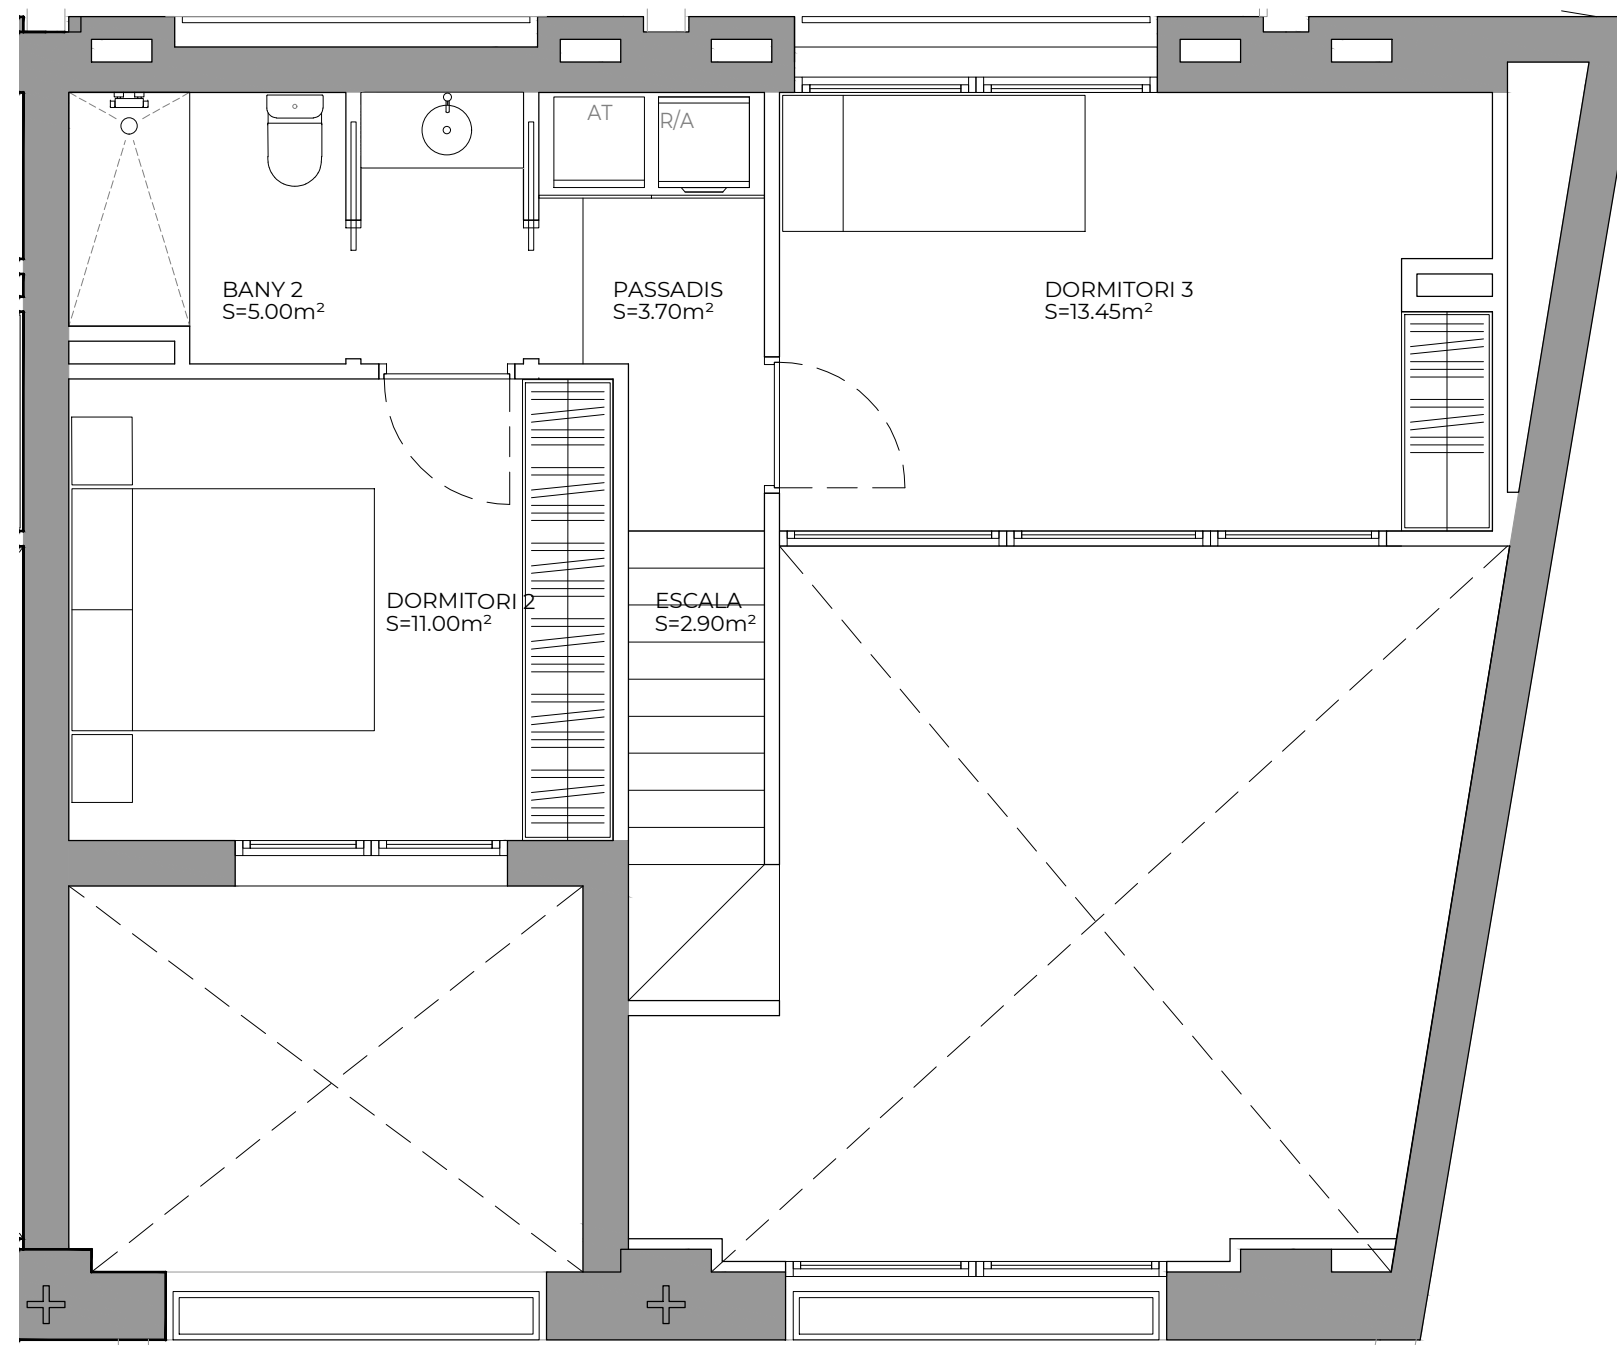 AT
R/A
BANY 2
S=5.00m²
PASSADIS
S=3.70m²
DORMITORI 3
S=13.45m²
DORMITORI 2
S=11.00m²
ESCALA
S=2.90m²